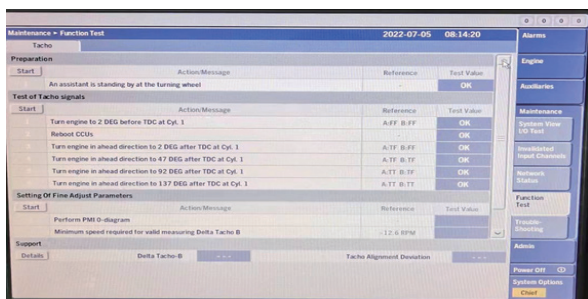 Maintenance ► Function Test 2022-07-05 08:14:20
Tacho
Preparation
Start Action/Message Reference Test Value
An assistant is standing by at the turning wheel - OK
Test of Tacho signals
Start Action/Message Reference Test Value
Turn engine to 2 DEG before TDC at Cyl. 1 A:FF B:FF OK
Reboot CCUs - OK
Turn engine in ahead direction to 2 DEG after TDC at Cyl. 1 A:TF B:TF OK
Turn engine in ahead direction to 47 DEG after TDC at Cyl. 1 A:TF B:TF OK
Turn engine in ahead direction to 92 DEG after TDC at Cyl. 1 A:TT B:TT OK
Turn engine in ahead direction to 137 DEG after TDC at Cyl. 1 OK
Setting Of Fine Adjust Parameters
Start Action/Message Reference Test Value
Perform PMI 0-diagram
Minimum speed required for valid measuring Delta Tacho B
Support
Details Delta Tacho-B - - - Tacho Alignment Deviation - - -
Alarms
Engine
Auxiliaries
Maintenance
System View
I/O Test
Invalidated
Input Channels
Network
Status
Function
Test
Trouble-
Shooting
Admin
Power Off
System Options
Chief